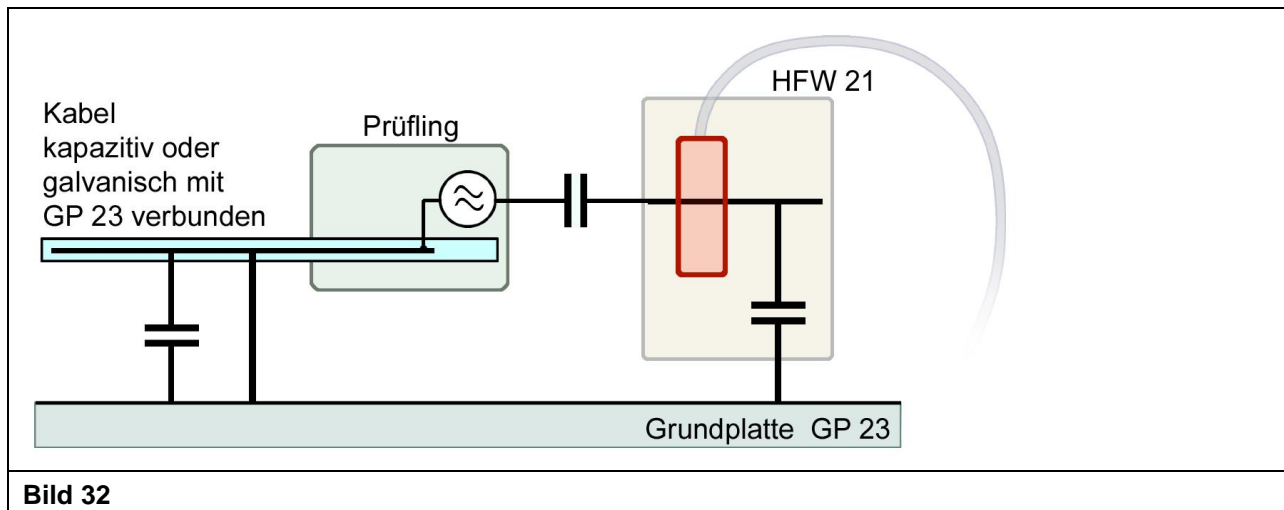 HFW 21
Kabel
kapazitiv oder
galvanisch mit
GP 23 verbunden
Prüfling
Grundplatte GP 23
Bild 32